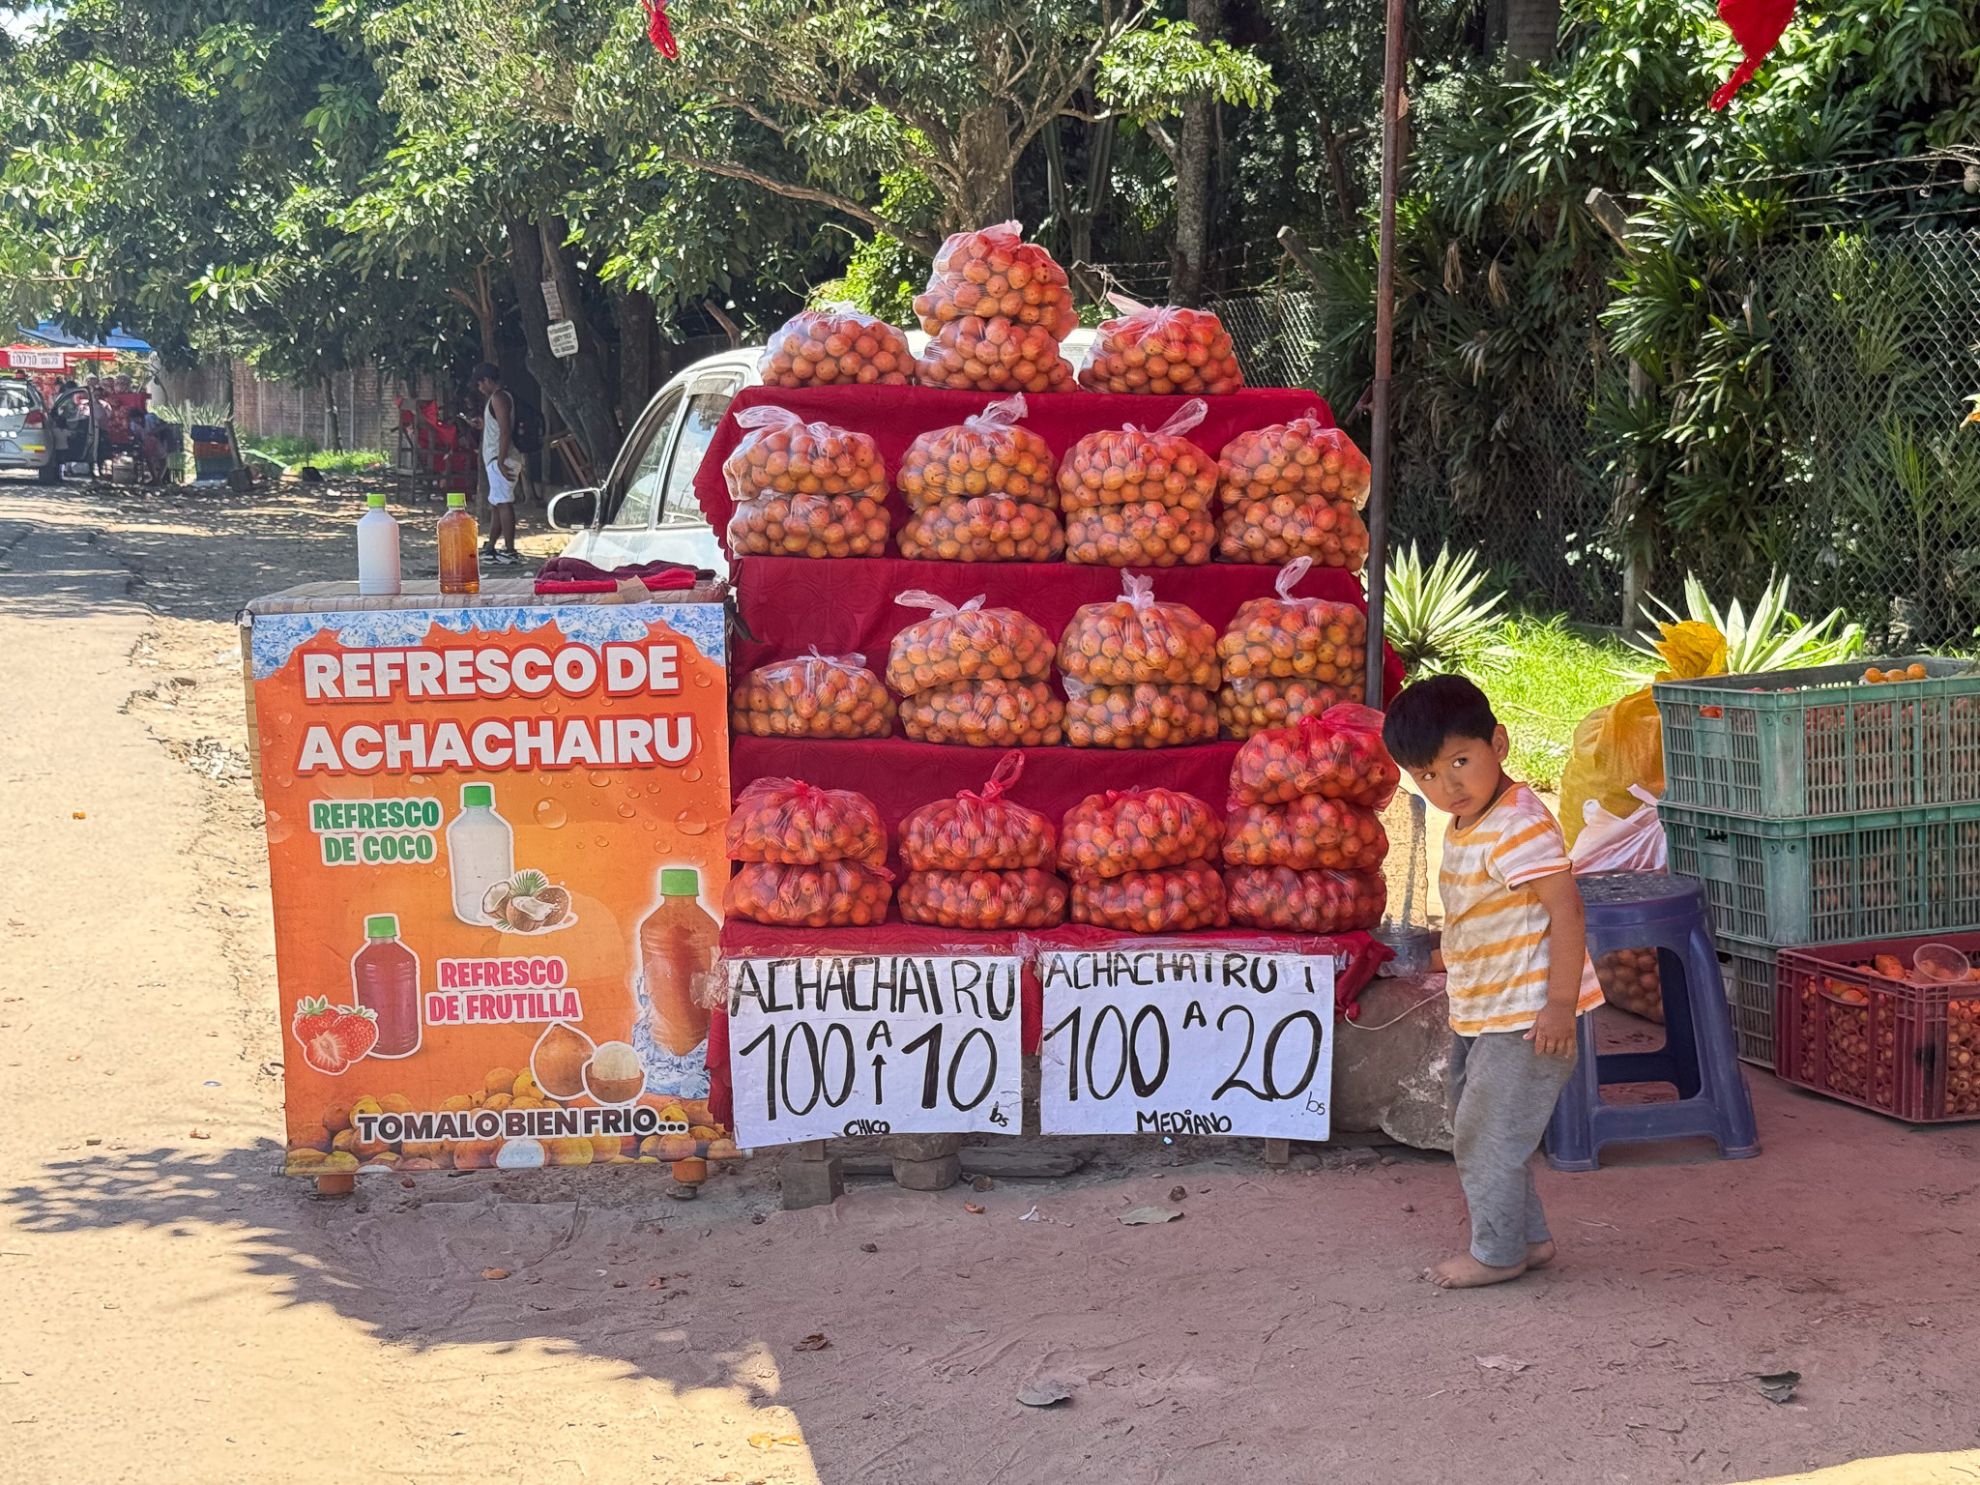 REFRESCO DE
ACHACHAIRU
REFRESCO
DE COCO
REFRESCO
DE FRUTILLA
TOMALO BIEN FRIO...
ACHACHAIRU
100 A 10 bs
CHICO
ACHACHAIRU
100 A 20 bs
MEDIANO